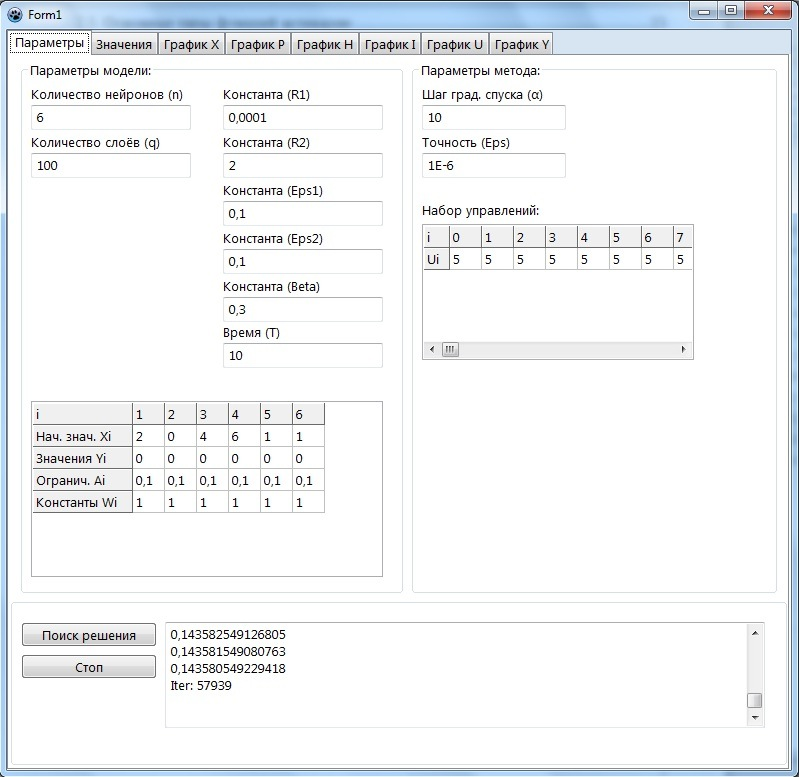 Form1
Параметры Значения График X График P График H График I График U График Y
Параметры модели:
Количество нейронов (n)
6
Количество слоёв (q)
100
Константа (R1)
0,0001
Константа (R2)
2
Константа (Eps1)
0,1
Константа (Eps2)
0,1
Константа (Beta)
0,3
Время (T)
10
i 1 2 3 4 5 6
Нач. знач. Xi 2 0 4 6 1 1
Значения Yi 0 0 0 0 0 0
Огранич. Ai 0,1 0,1 0,1 0,1 0,1 0,1
Константы Wi 1 1 1 1 1 1
Параметры метода:
Шаг град. спуска (α)
10
Точность (Eps)
1E-6
Набор управлений:
i 0 1 2 3 4 5 6 7
Ui 5 5 5 5 5 5 5 5
Поиск решения
Стоп
0,143582549126805
0,143581549080763
0,143580549229418
Iter: 57939